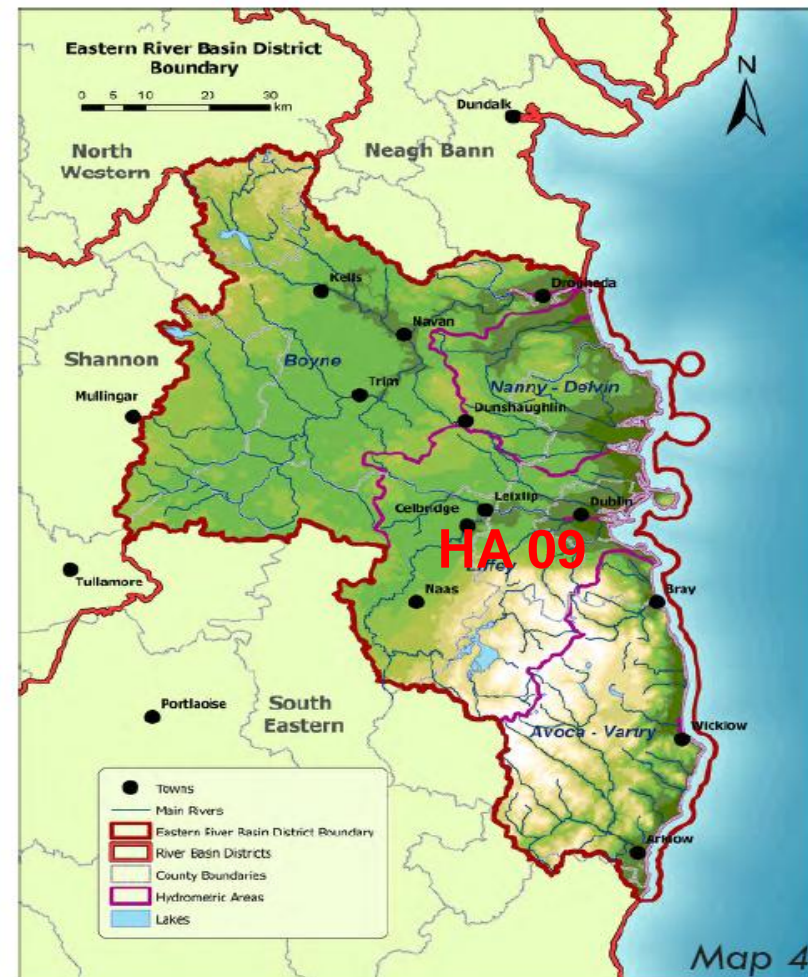 Eastern River Basin District
Boundary
0 5 10 20 30
km
N
Dundalk
North
Western
Neagh Bann
Kells
Drogheda
Navan
Shannon
Boyne
Mullingar
Trim
Nanny - Delvin
Dunshaughlin
Leixlip
Celbridge
Dublin
HA 09
Liffey
Tullamore
Naas
Bray
Portlaoise
South
Eastern
Avoca - Vartry
Wicklow
Towns
Main Rivers
Eastern River Basin District Boundary
River Basin Districts
County Boundaries
Hydrometric Areas
Lakes
Arklow
Map 4